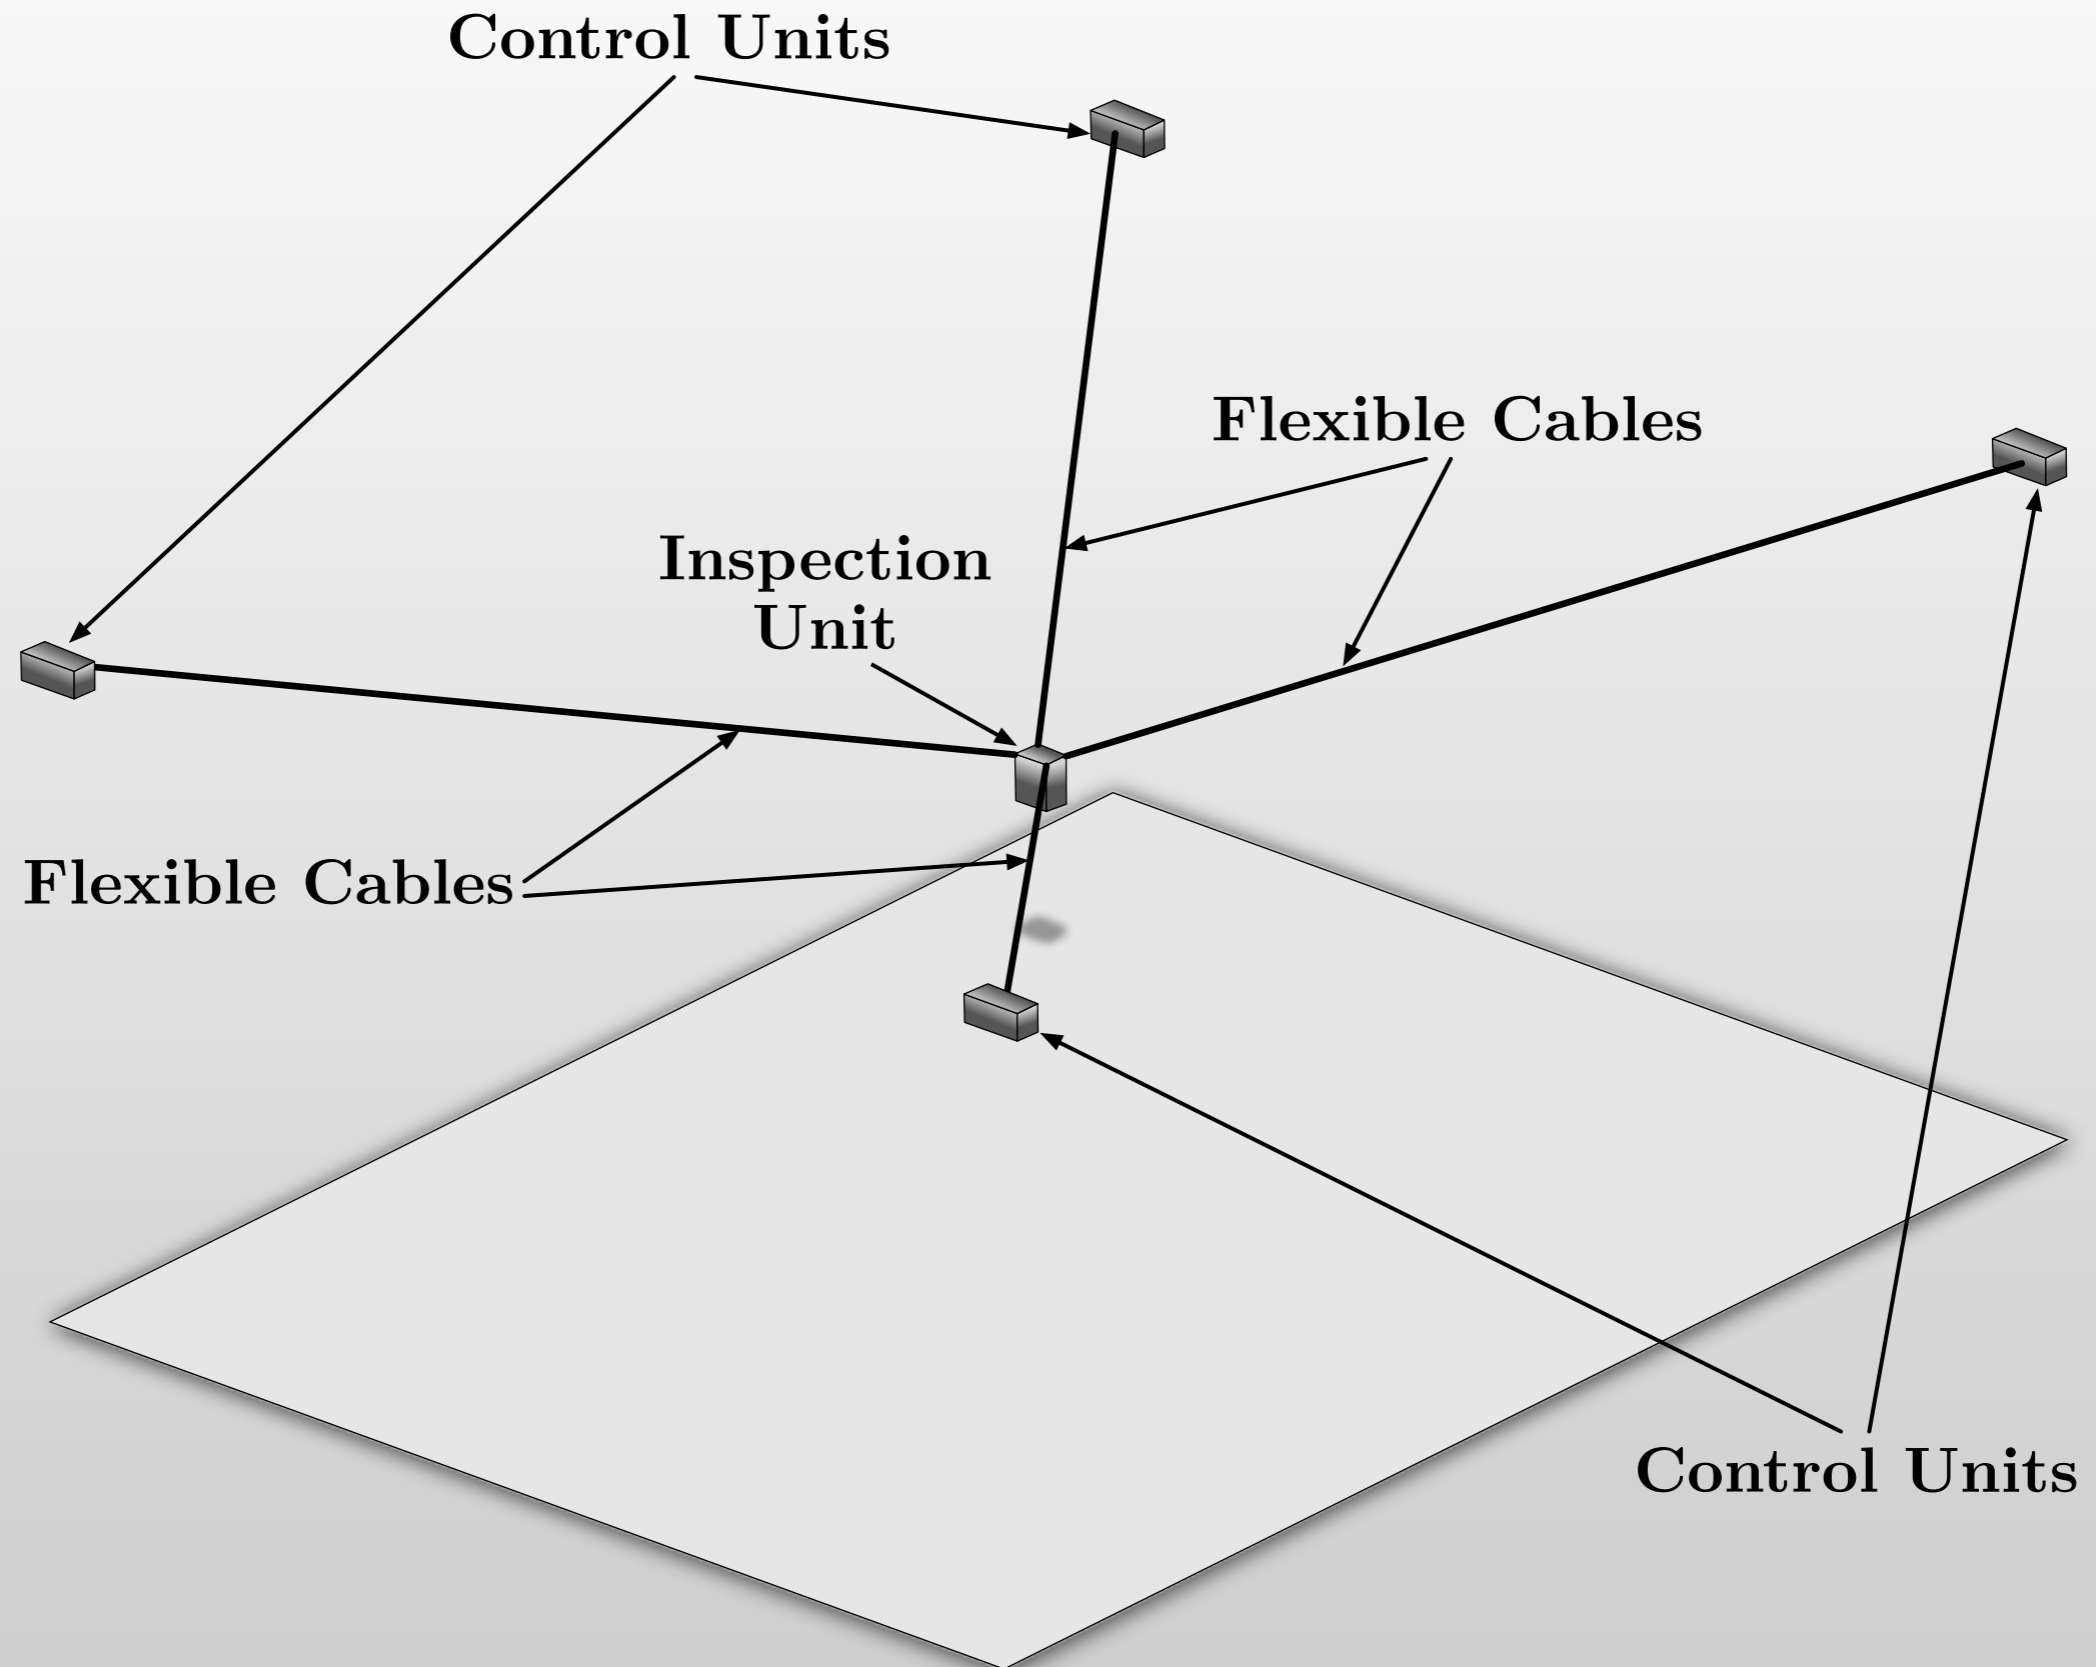 Control Units
Flexible Cables
Inspection
Unit
Flexible Cables
Control Units